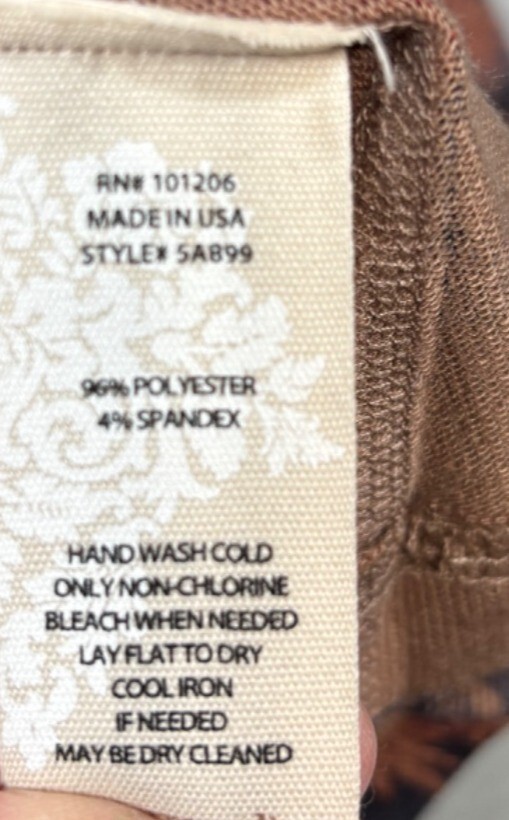 RN# 101206
MADE IN USA
STYLE# 5A899
96% POLYESTER
4% SPANDEX
HAND WASH COLD
ONLY NON-CHLORINE
BLEACH WHEN NEEDED
LAY FLAT TO DRY
COOL IRON
IF NEEDED
MAY BE DRY CLEANED